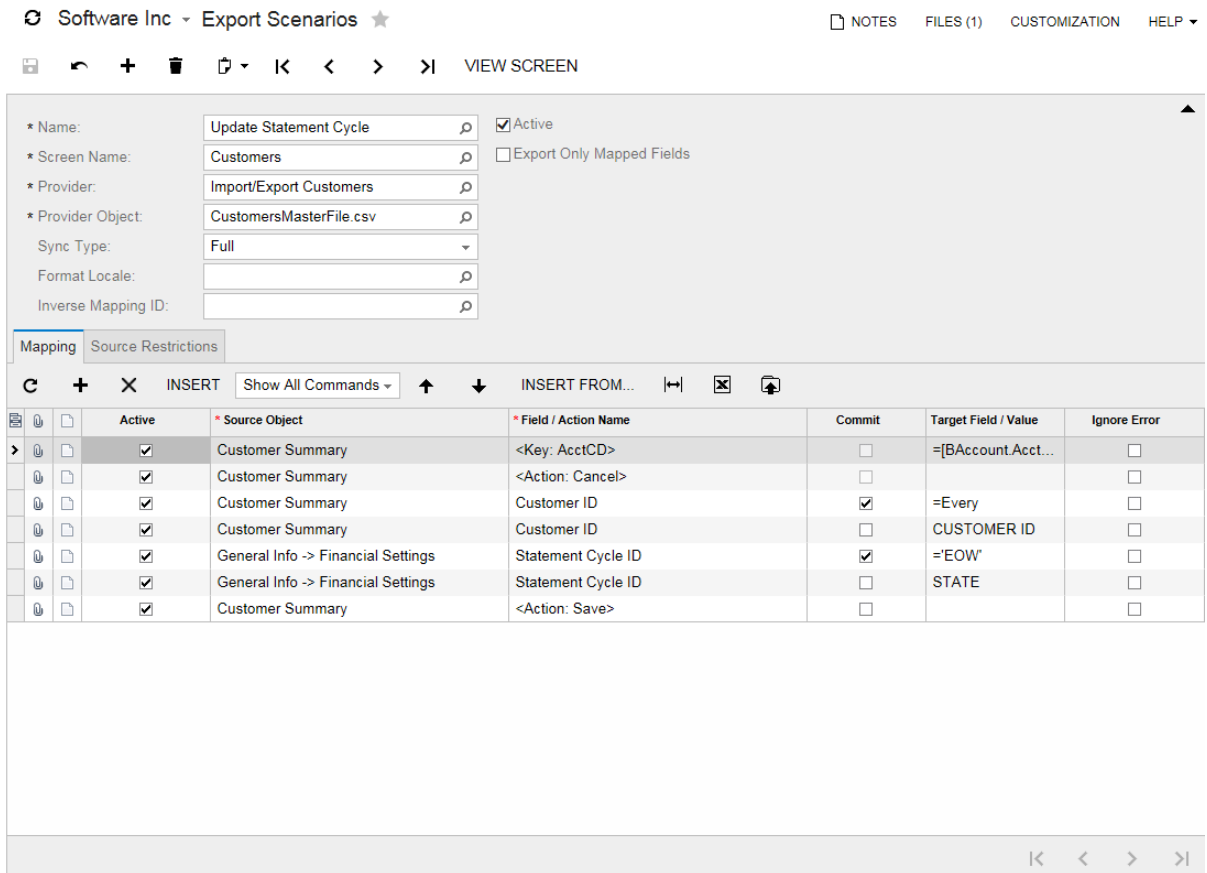 Software Inc Export Scenarios NOTES FILES (1) CUSTOMIZATION HELP
VIEW SCREEN
* Name: Update Statement Cycle Active
* Screen Name: Customers Export Only Mapped Fields
* Provider: Import/Export Customers
* Provider Object: CustomersMasterFile.csv
Sync Type: Full
Format Locale:
Inverse Mapping ID:
Mapping Source Restrictions
INSERT Show All Commands INSERT FROM...
Active * Source Object * Field / Action Name Commit Target Field / Value Ignore Error
Customer Summary <Key: AcctCD> =[BAccount.Acct...
Customer Summary <Action: Cancel>
Customer Summary Customer ID =Every
Customer Summary Customer ID CUSTOMER ID
General Info -> Financial Settings Statement Cycle ID ='EOW'
General Info -> Financial Settings Statement Cycle ID STATE
Customer Summary <Action: Save>